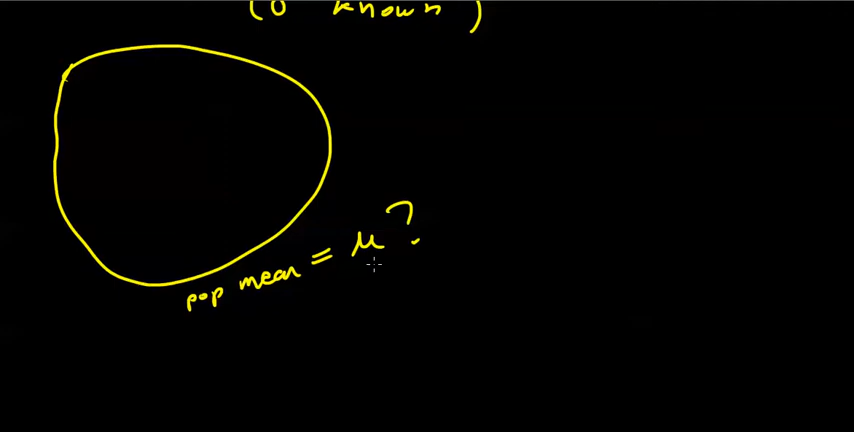 (σ known)
pop mean = μ?